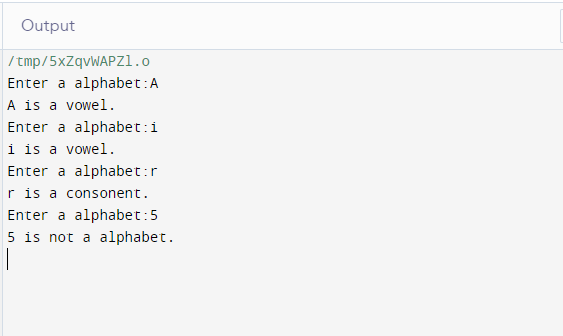 Output
/tmp/5xZqvWAPZl.o
Enter a alphabet:A
A is a vowel.
Enter a alphabet:i
i is a vowel.
Enter a alphabet:r
r is a consonent.
Enter a alphabet:5
5 is not a alphabet.